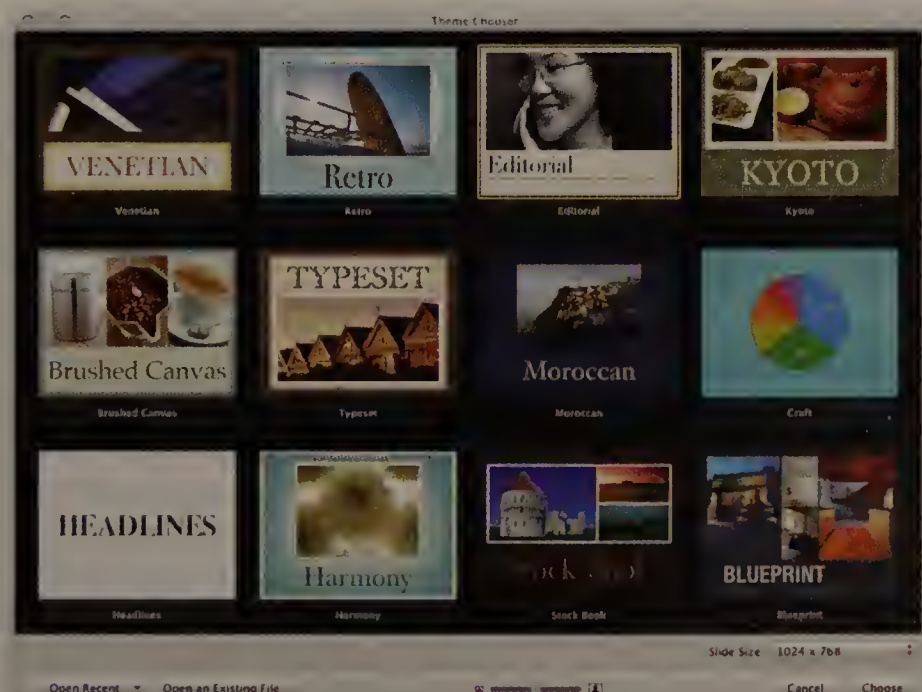 Theme Chooser
VENETIAN
Retro
Editorial
KYOTO
Venetian
Retro
Editorial
Kyoto
Brushed Canvas
TYPESET
Moroccan
Brushed Canvas
Typeset
Moroccan
Craft
HEADLINES
Harmony
BLUEPRINT
Headlines
Harmony
Stock Book
Blueprint
Slide Size 1024 x 768
Open Recent
Open an Existing File
Cancel
Choose